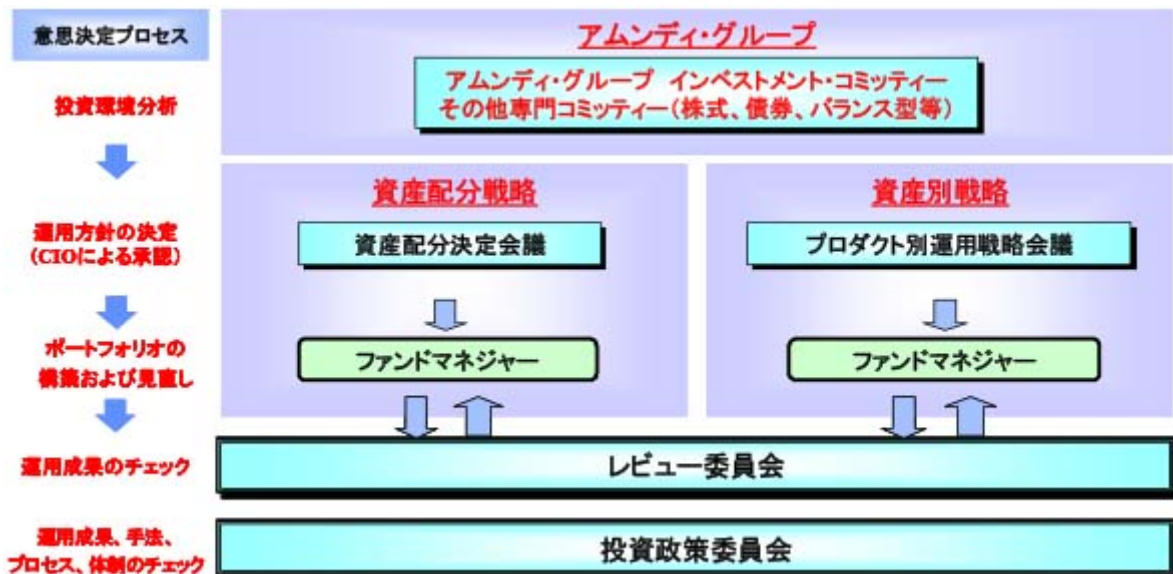 意思決定プロセス
アムンディ・グループ
アムンディ・グループ インベストメント・コミッティー
その他専門コミッティー(株式、債券、バランス型等)
投資環境分析
資産配分戦略
資産別戦略
運用方針の決定
(CIOによる承認)
資産配分決定会議
プロダクト別運用戦略会議
ポートフォリオの
構築および見直し
ファンドマネジャー
ファンドマネジャー
運用成果のチェック
レビュー委員会
運用成果、手法、
プロセス、体制のチェック
投資政策委員会